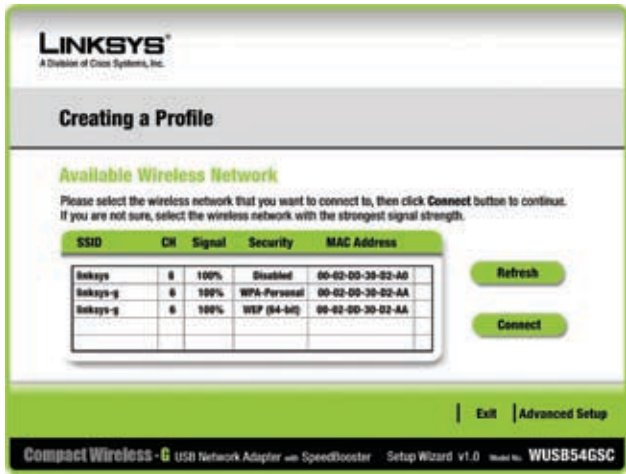 LINKSYS®
A Division of Cisco Systems, Inc.
Creating a Profile
Available Wireless Network
Please select the wireless network that you want to connect to, then click Connect button to continue.
If you are not sure, select the wireless network with the strongest signal strength.
SSID CH Signal Security MAC Address
linksys 6 100% Disabled 00-02-DD-30-D2-A0
linksys-g 6 100% WPA-Personal 00-02-DD-30-D2-AA
linksys-g 6 100% WEP (64-bit) 00-02-DD-30-D2-AA
Refresh
Connect
Exit Advanced Setup
Compact Wireless-G USB Network Adapter with SpeedBooster Setup Wizard v1.0 Model No. WUSB54GSC